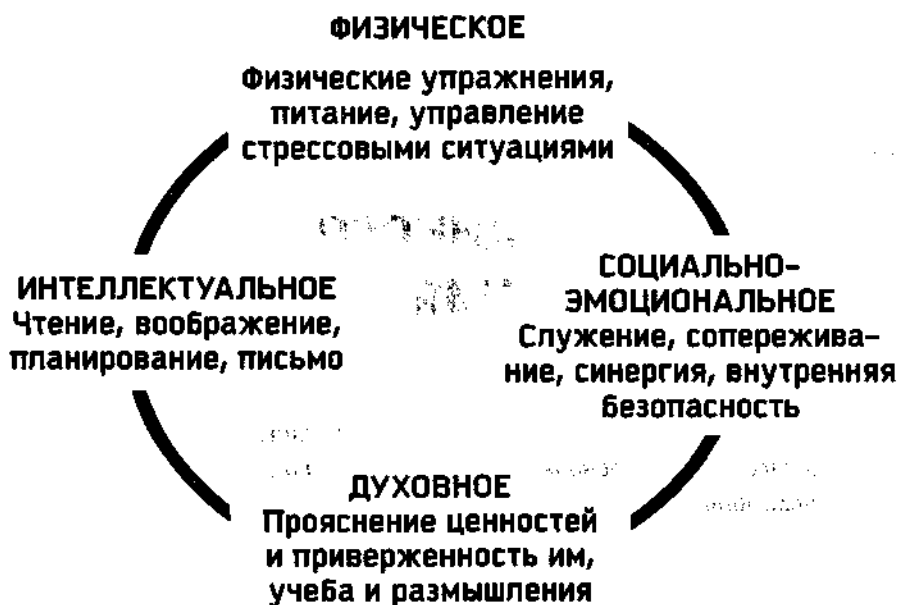 ФИЗИЧЕСКОЕ
Физические упражнения,
питание, управление
стрессовыми ситуациями
ИНТЕЛЛЕКТУАЛЬНОЕ
Чтение, воображение,
планирование, письмо
СОЦИАЛЬНО-
ЭМОЦИОНАЛЬНОЕ
Служение, сопережива-
ние, синергия, внутренняя
безопасность
ДУХОВНОЕ
Прояснение ценностей
и приверженность им,
учеба и размышления